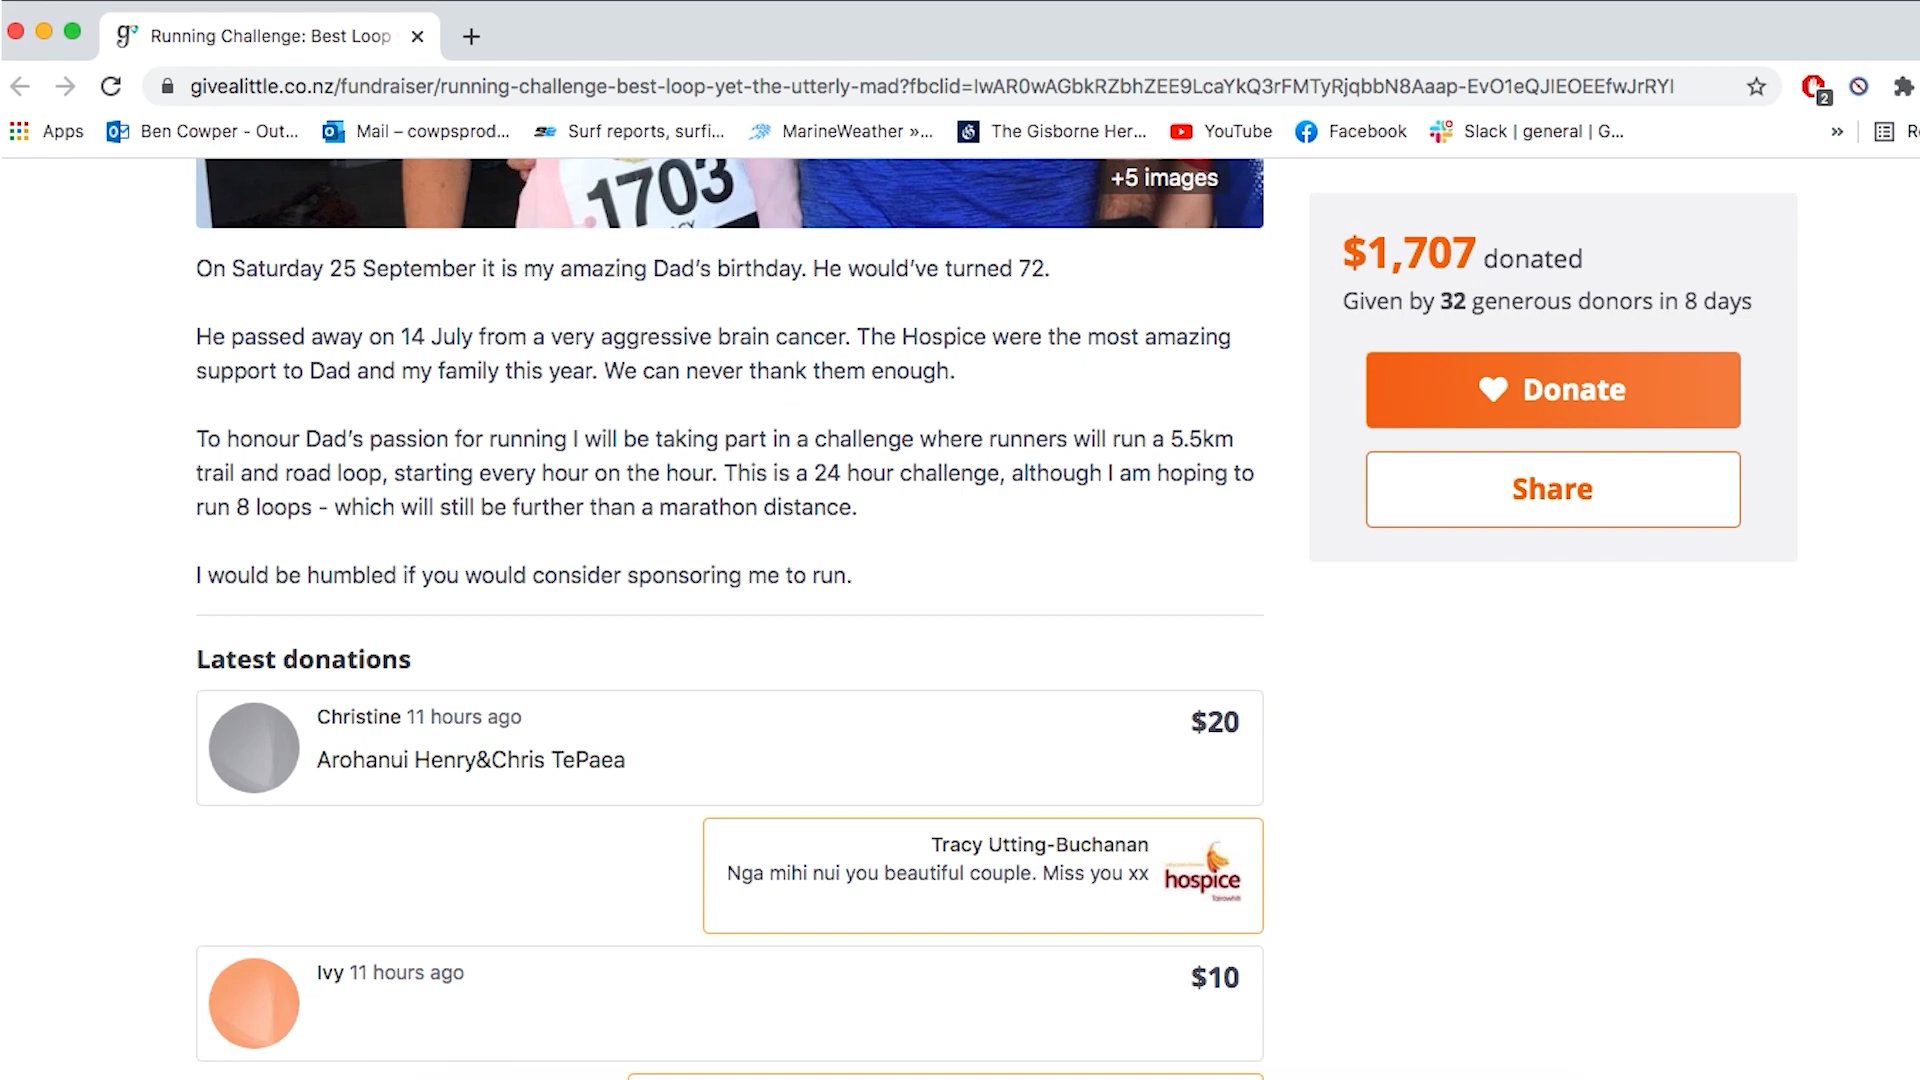 Running Challenge: Best Loop
givealittle.co.nz/fundraiser/running-challenge-best-loop-yet-the-utterly-mad?fbclid=IwAR0wAGbkRZbhZEE9LcaYkQ3rFMTyRjqbbN8Aaap-EvO1eQJIEOEEfwJrRYI
2
Apps
Ben Cowper - Out...
Mail – cowpsprod...
Surf reports, surfi...
MarineWeather »...
The Gisborne Her...
YouTube
Facebook
Slack | general | G...
1703
+5 images
On Saturday 25 September it is my amazing Dad’s birthday. He would’ve turned 72.
He passed away on 14 July from a very aggressive brain cancer. The Hospice were the most amazing
support to Dad and my family this year. We can never thank them enough.
To honour Dad’s passion for running I will be taking part in a challenge where runners will run a 5.5km
trail and road loop, starting every hour on the hour. This is a 24 hour challenge, although I am hoping to
run 8 loops - which will still be further than a marathon distance.
I would be humbled if you would consider sponsoring me to run.
$1,707 donated
Given by 32 generous donors in 8 days
Donate
Share
Latest donations
Christine 11 hours ago
$20
Arohanui Henry&Chris TePaea
Tracy Utting-Buchanan
Nga mihi nui you beautiful couple. Miss you xx
hospice
Tairawhiti
Ivy 11 hours ago
$10